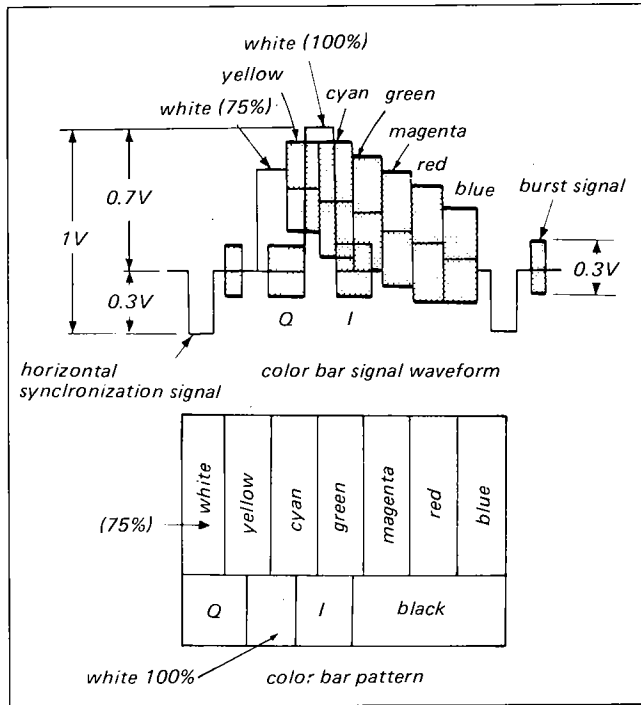 white (100%)
yellow
cyan
green
white (75%)
magenta
red
blue
burst signal
0.7V
1V
0.3V
0.3V
Q
I
horizontal
synclronization signal
color bar signal waveform
white
yellow
cyan
green
magenta
red
blue
(75%)
Q
I
black
white 100%
color bar pattern